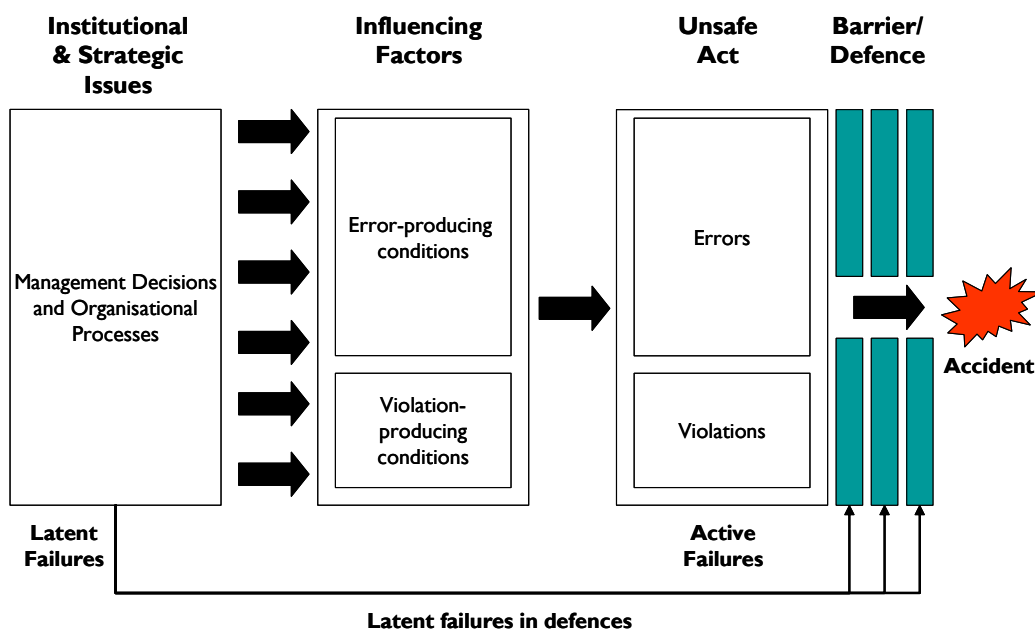 Institutional
& Strategic
Issues
Influencing
Factors
Unsafe
Act
Barrier/
Defence
Management Decisions
and Organisational
Processes
Error-producing
conditions
Violation-
producing
conditions
Errors
Violations
Accident
Latent
Failures
Active
Failures
Latent failures in defences